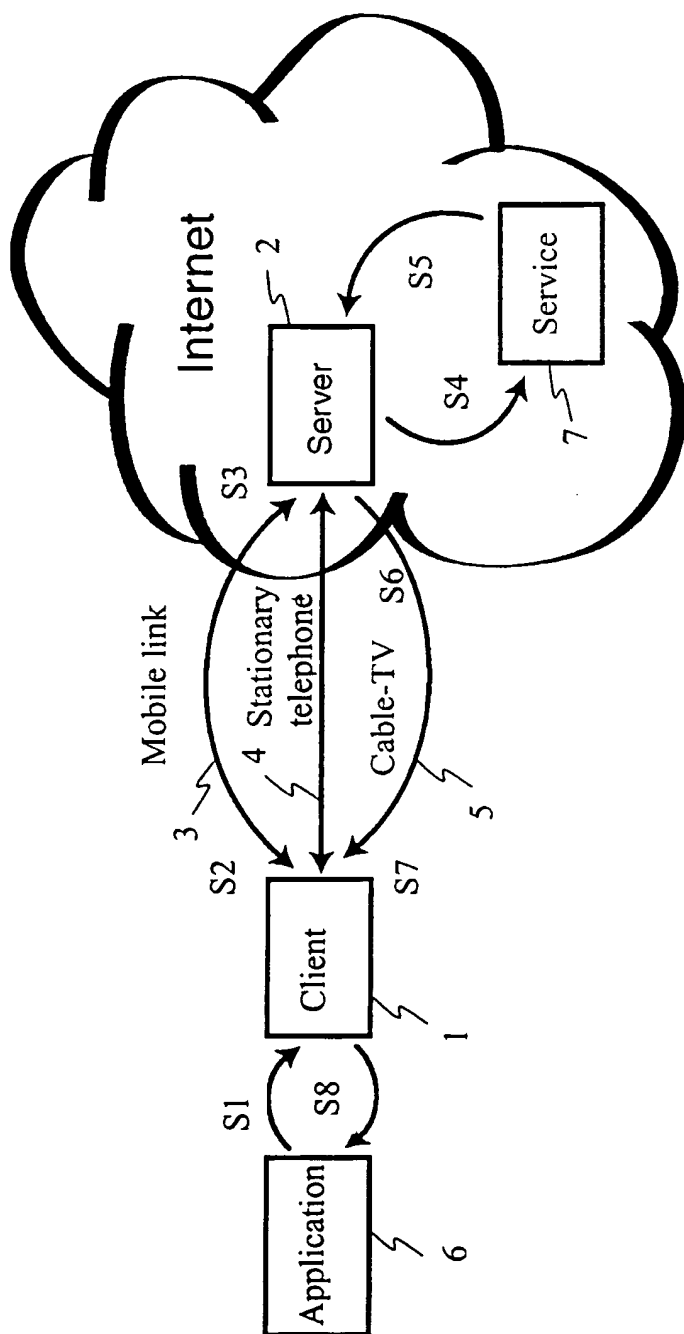 Internet
Mobile link
3
4
Stationary
telephone
Cable-TV
5
S1
S8
S2
S7
S3
S6
S4
S5
Application
6
Client
1
Server
2
Service
7